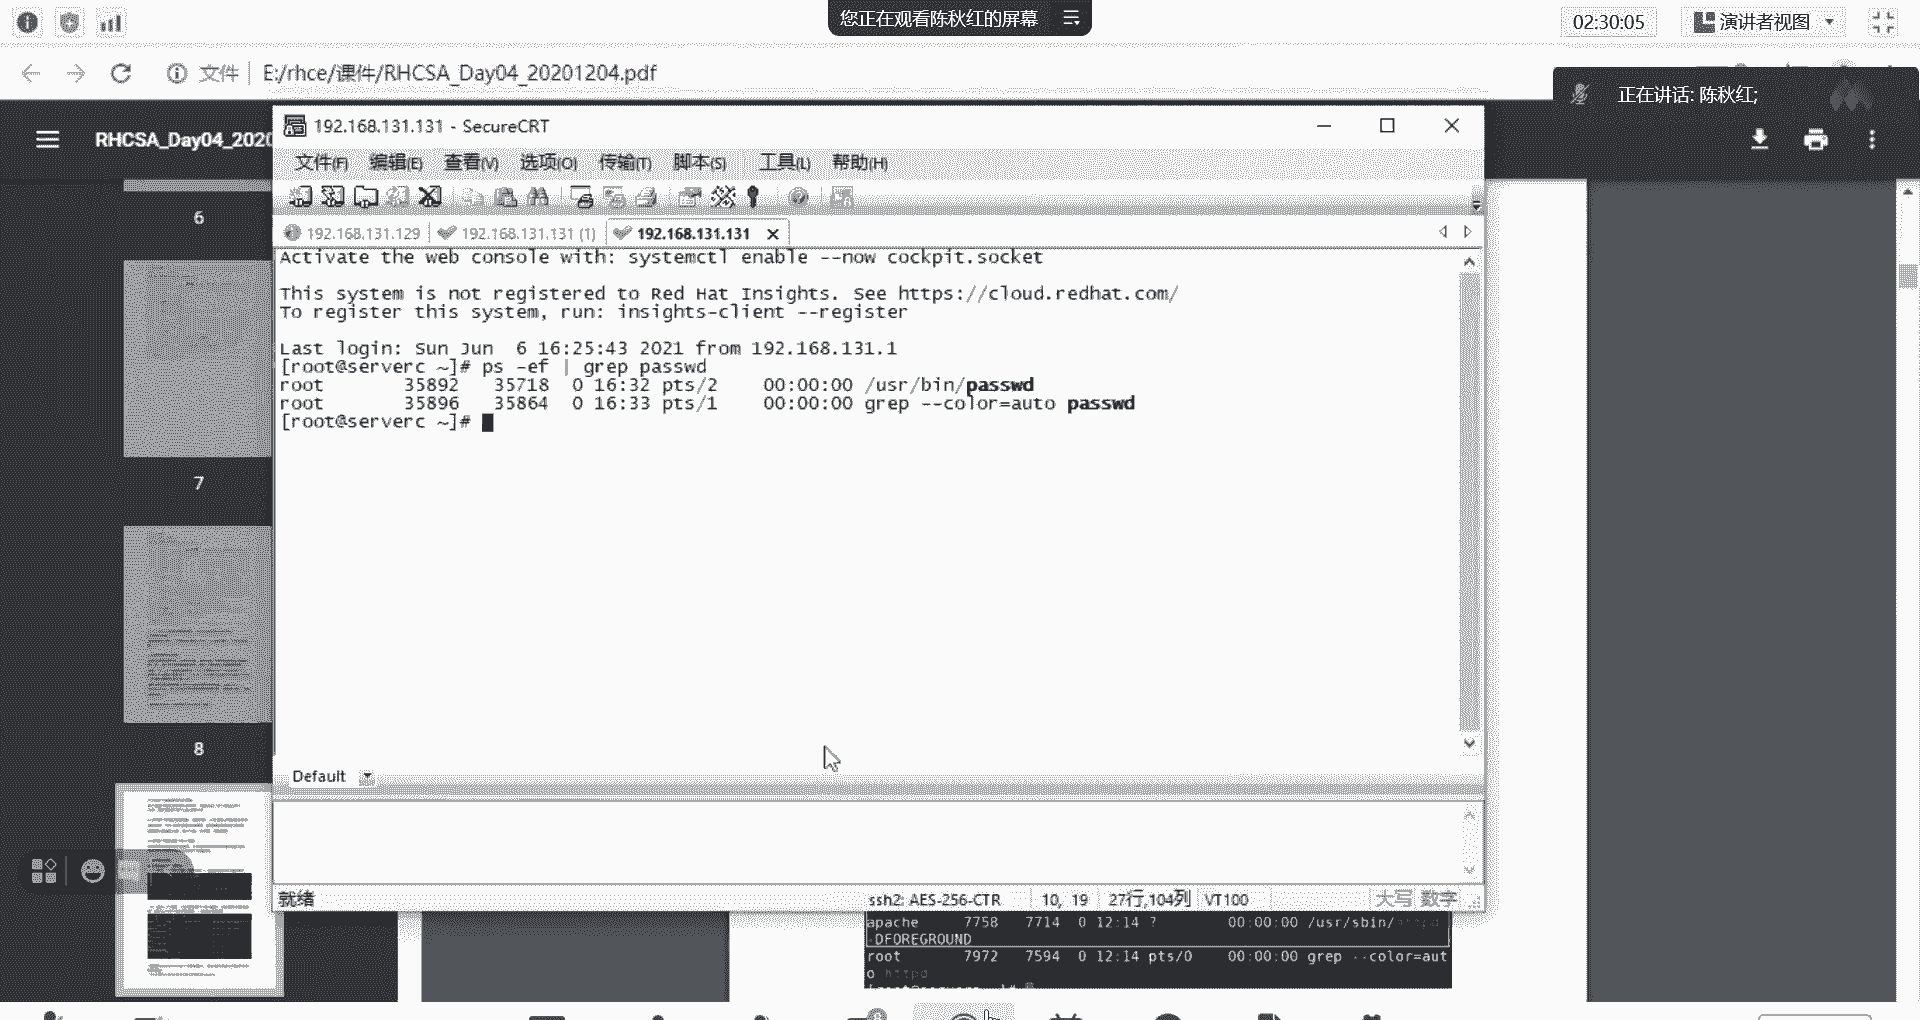 您正在观看陈秋红的屏幕
02:30:05
演讲者视图
文件
E:/rhce/课件/RHCSA_Day04_20201204.pdf
正在讲话: 陈秋红;
RHCSA_Day04_2020
192.168.131.131 - SecureCRT
文件(F) 编辑(E) 查看(V) 选项(O) 传输(T) 脚本(S) 工具(L) 帮助(H)
192.168.131.129 192.168.131.131 (1) 192.168.131.131
Activate the web console with: systemctl enable --now cockpit.socket
This system is not registered to Red Hat Insights. See https://cloud.redhat.com/
To register this system, run: insights-client --register
Last login: Sun Jun  6 16:25:43 2021 from 192.168.131.1
[root@serverc ~]# ps -ef | grep passwd
root 35892 35718 0 16:32 pts/2 00:00:00 /usr/bin/passwd
root 35896 35864 0 16:33 pts/1 00:00:00 grep --color=auto passwd
[root@serverc ~]#
6
7
8
Default
就绪
ssh2: AES-256-CTR 10, 19 27行,104列 VT100 大写 数字
apache 7758 7714 0 12:14 ? 00:00:00 /usr/sbin/
-DFOREGROUND
root 7972 7594 0 12:14 pts/0 00:00:00 grep --color=aut
o httpd